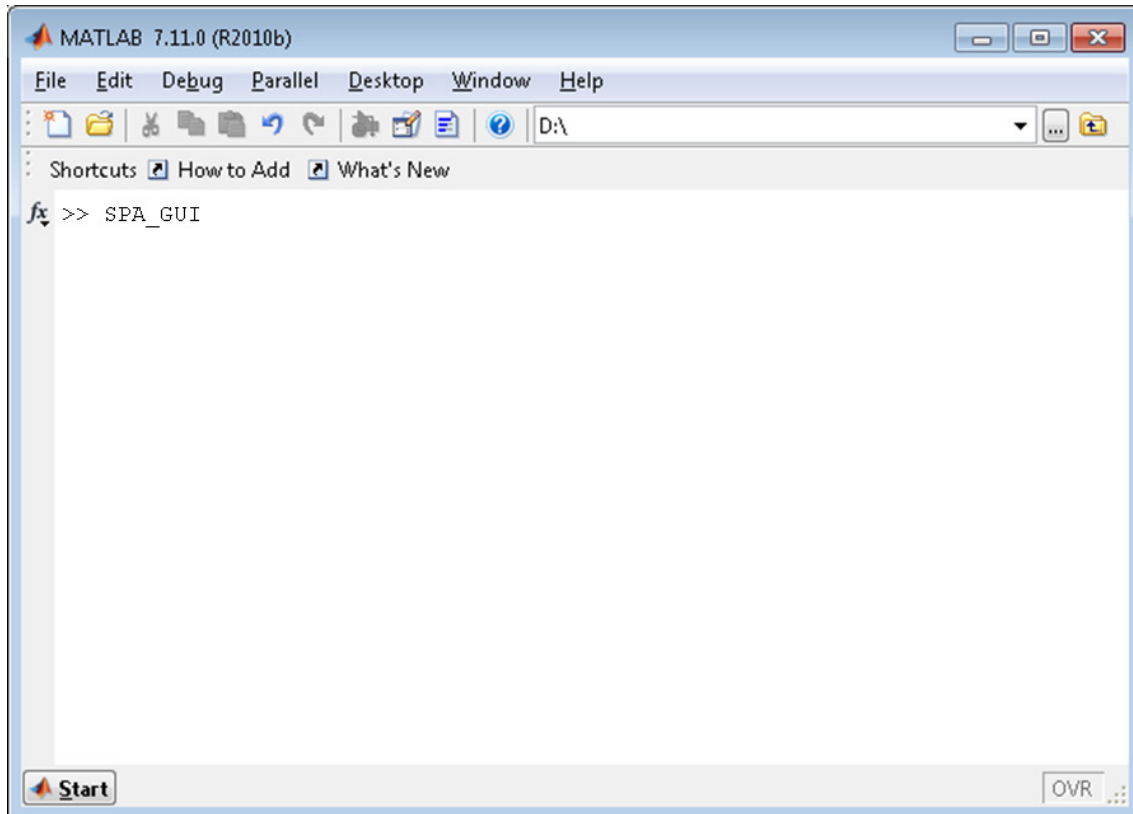 MATLAB 7.11.0 (R2010b)
File Edit Debug Parallel Desktop Window Help
D:\
...
Shortcuts How to Add What's New
fx >> SPA_GUI
Start
OVR